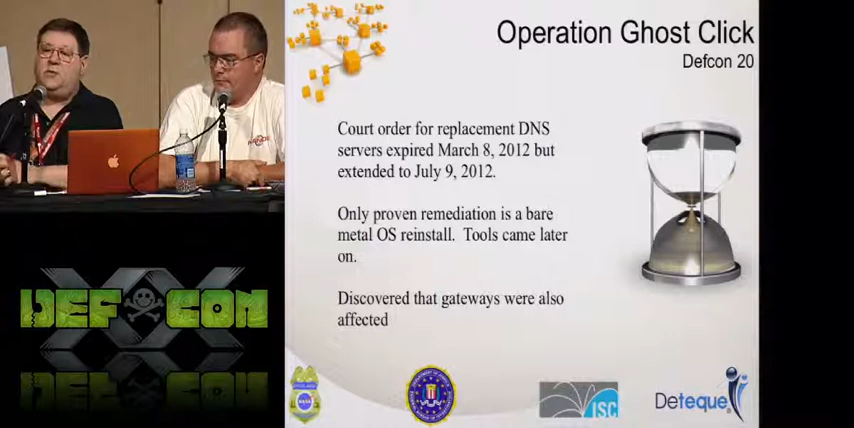 Operation Ghost Click
Defcon 20
Court order for replacement DNS
servers expired March 8, 2012 but
extended to July 9, 2012.
Only proven remediation is a bare
metal OS reinstall. Tools came later
on.
Discovered that gateways were also
affected
DEFCON
XX
ISC
Deteque